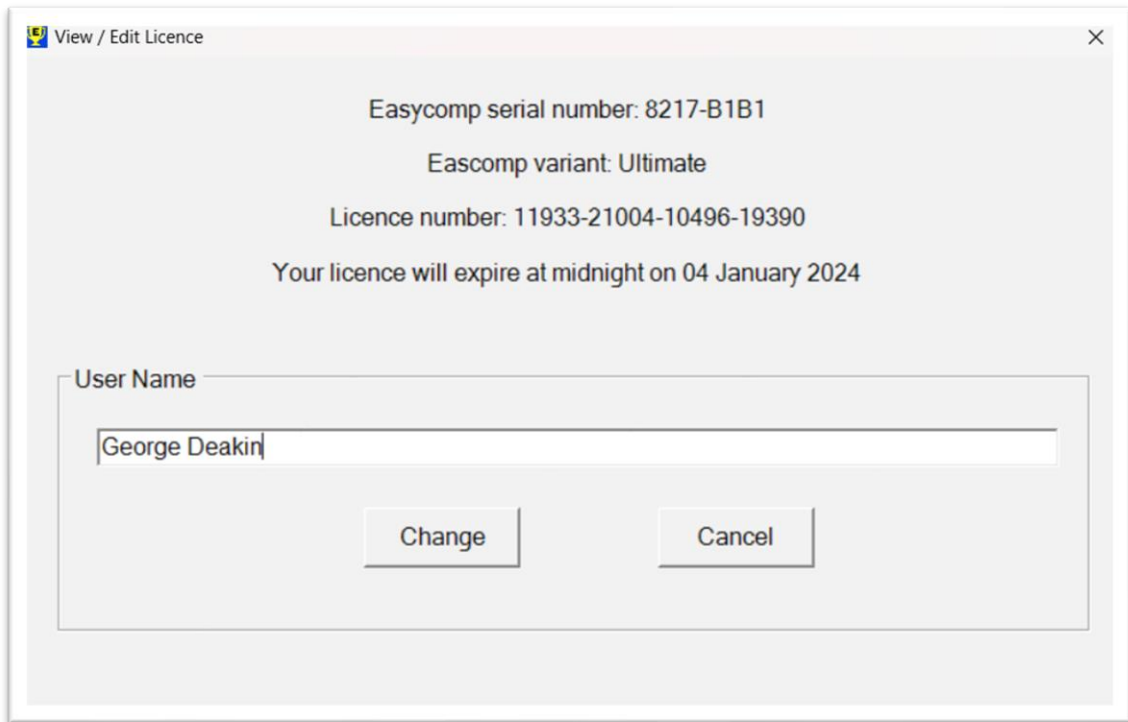 View / Edit Licence
Easycomp serial number: 8217-B1B1
Eascomp variant: Ultimate
Licence number: 11933-21004-10496-19390
Your licence will expire at midnight on 04 January 2024
User Name
George Deakin
Change Cancel